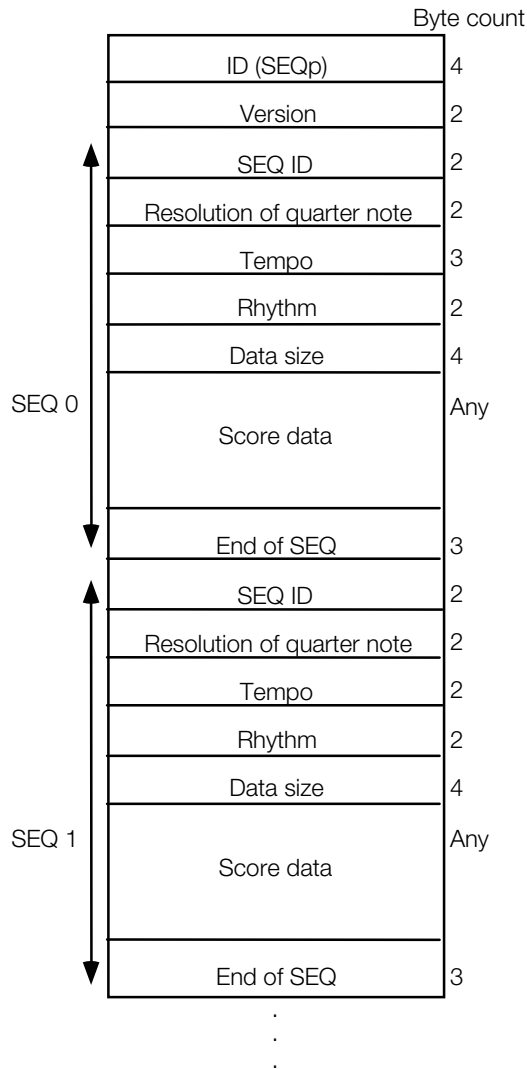 Byte count
ID (SEQp) 4
Version 2
SEQ ID 2
Resolution of quarter note 2
Tempo 3
Rhythm 2
Data size 4
SEQ 0
Any
Score data
End of SEQ 3
SEQ ID 2
Resolution of quarter note 2
Tempo 2
Rhythm 2
Data size 4
SEQ 1
Any
Score data
End of SEQ 3
.
.
.